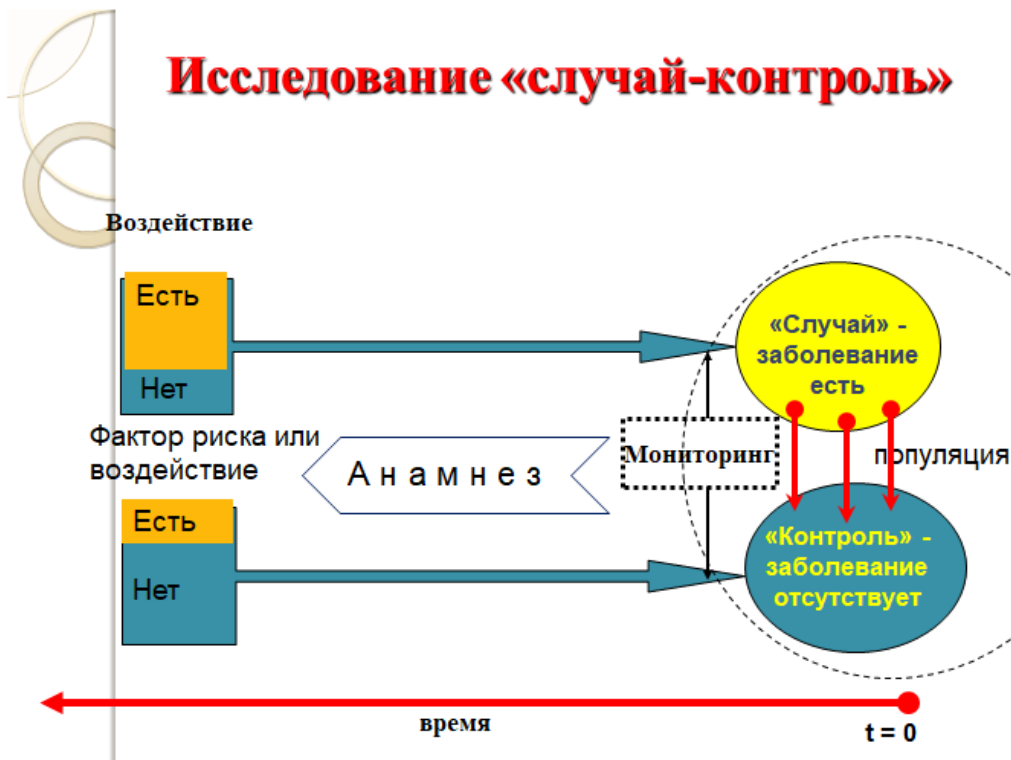 Исследование «случай-контроль»
Воздействие
Есть
Нет
Фактор риска или
воздействие
Есть
Нет
А н а м н е з
Мониторинг
«Случай» -
заболевание
есть
популяция
«Контроль» -
заболевание
отсутствует
время
t = 0